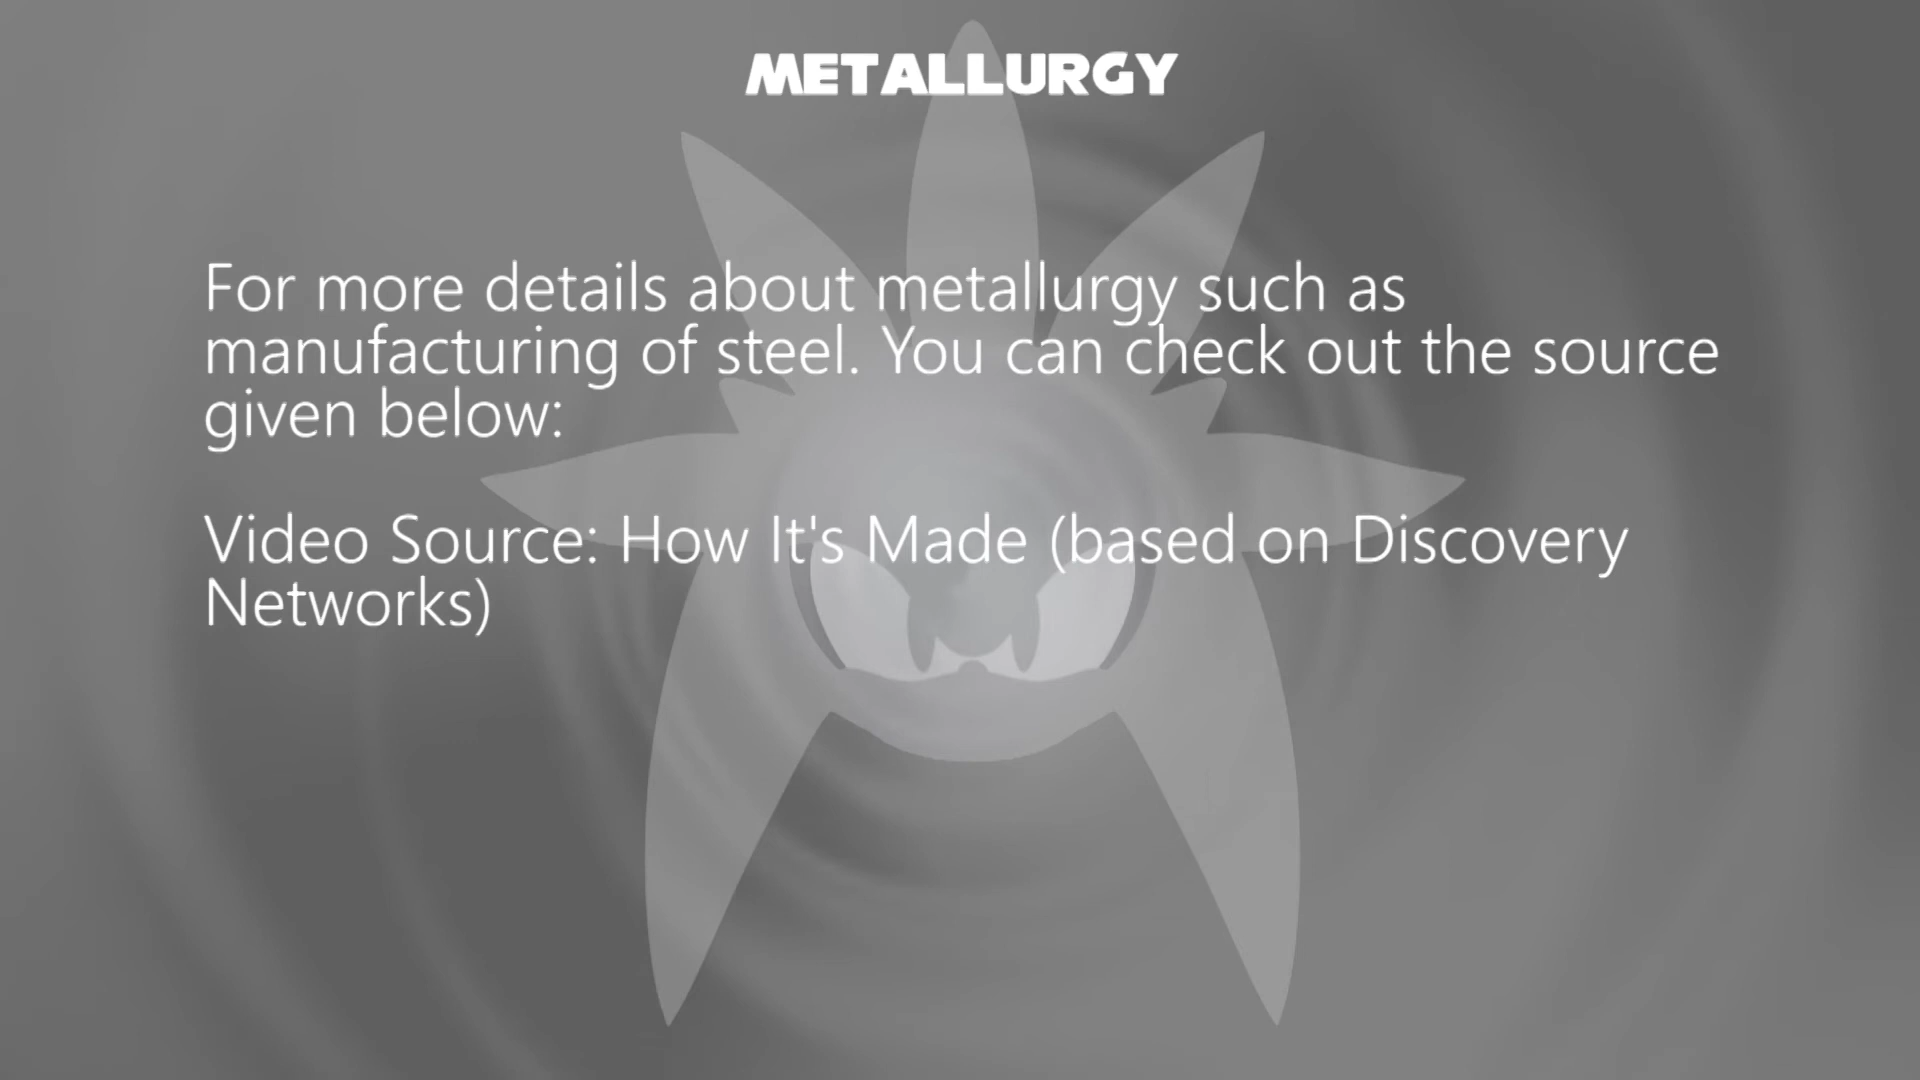 METALLURGY
For more details about metallurgy such as
manufacturing of steel. You can check out the source
given below:
Video Source: How It's Made (based on Discovery
Networks)